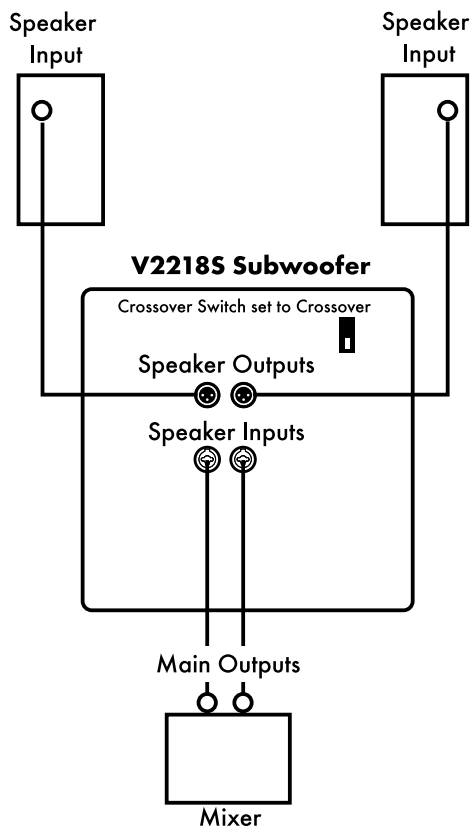 Speaker
Input
Speaker
Input
V2218S Subwoofer
Crossover Switch set to Crossover
Speaker Outputs
Speaker Inputs
Main Outputs
Mixer